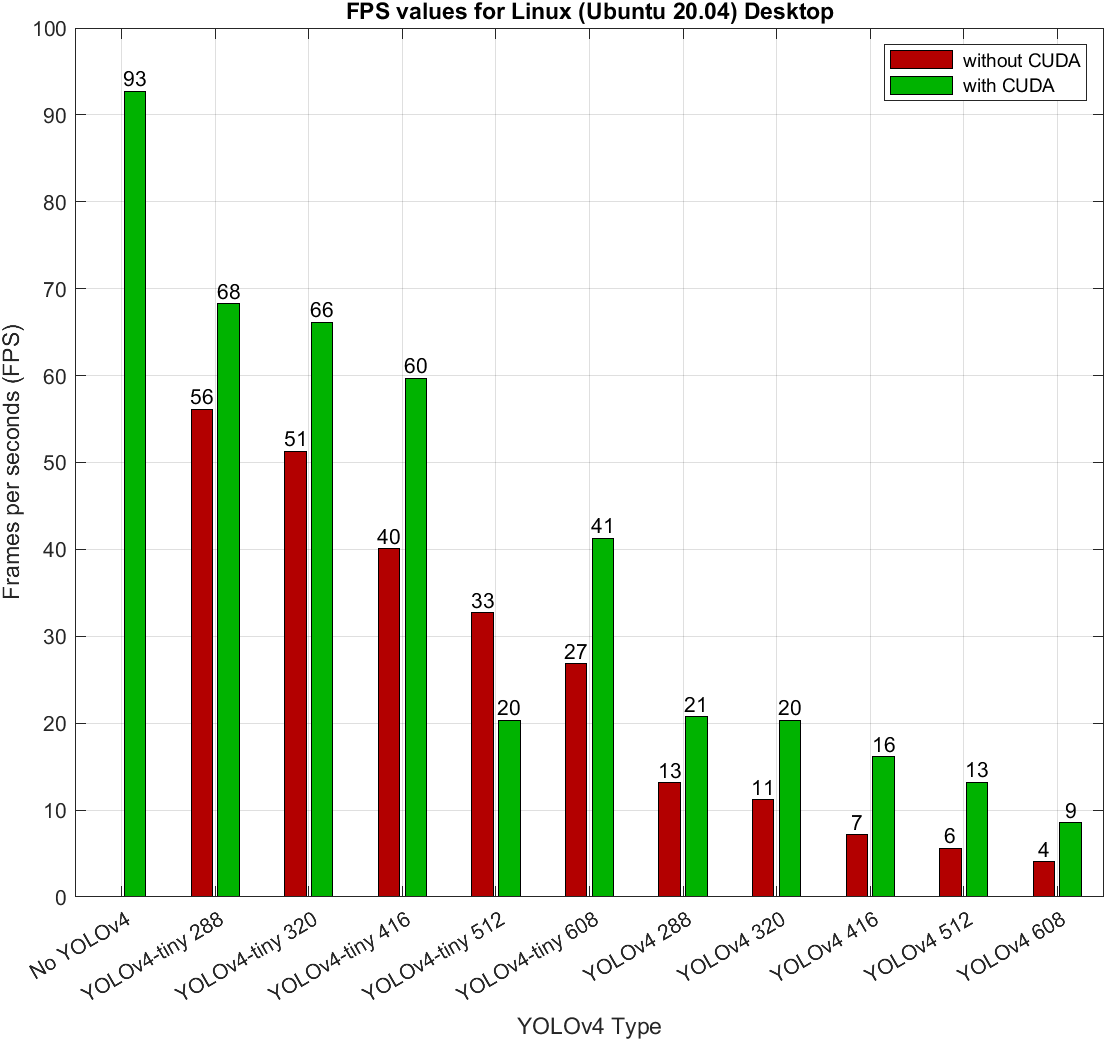 FPS values for Linux (Ubuntu 20.04) Desktop
without CUDA
with CUDA
Frames per seconds (FPS)
100
90
80
70
60
50
40
30
20
10
0
93
56
68
51
66
40
60
33
20
27
41
13
21
11
20
7
16
6
13
4
9
No YOLOv4
YOLOv4-tiny 288
YOLOv4-tiny 320
YOLOv4-tiny 416
YOLOv4-tiny 512
YOLOv4-tiny 608
YOLOv4 288
YOLOv4 320
YOLOv4 416
YOLOv4 512
YOLOv4 608
YOLOv4 Type